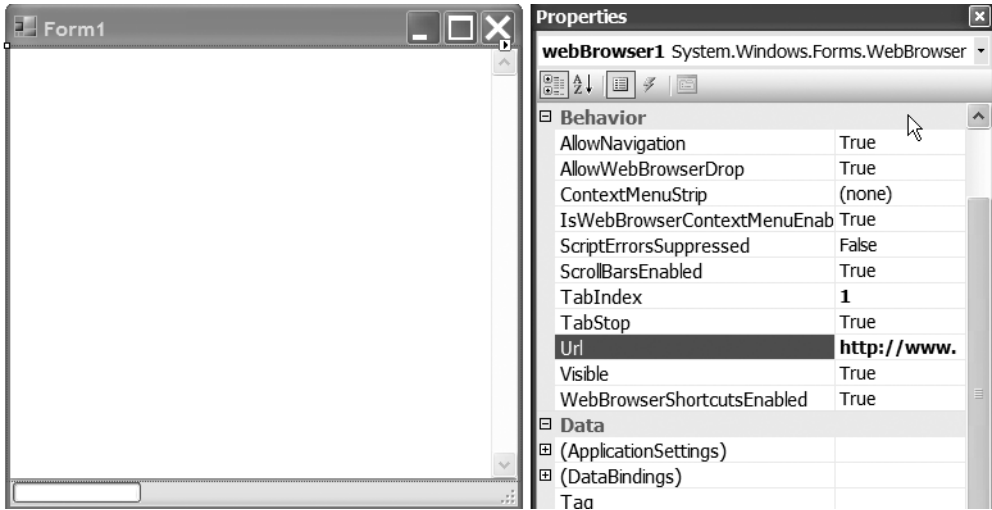 Form1
Properties
webBrowser1 System.Windows.Forms.WebBrowser
Behavior
AllowNavigation True
AllowWebBrowserDrop True
ContextMenuStrip (none)
IsWebBrowserContextMenuEnab True
ScriptErrorsSuppressed False
ScrollBarsEnabled True
TabIndex 1
TabStop True
Url http://www.
Visible True
WebBrowserShortcutsEnabled True
Data
(ApplicationSettings)
(DataBindings)
Tag